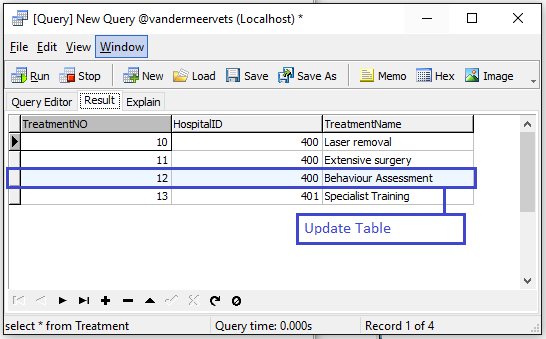 [Query] New Query @vandermeervets (Localhost) *
File Edit View Window
Run Stop New Load Save Save As Memo Hex Image
Query Editor Result Explain
TreatmentNO HospitalID TreatmentName
10 400 Laser removal
11 400 Extensive surgery
12 400 Behaviour Assessment
13 401 Specialist Training
Update Table
select * from Treatment Query time: 0.000s Record 1 of 4